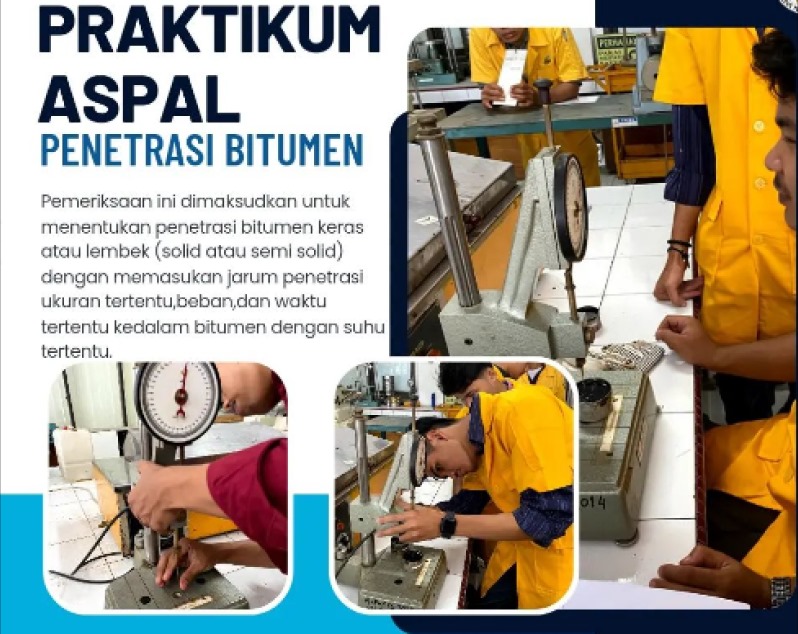 PRAKTIKUM
ASPAL
PENETRASI BITUMEN
Pemeriksaan ini dimaksudkan untuk
menentukan penetrasi bitumen keras
atau lembek (solid atau semi solid)
dengan memasukan jarum penetrasi
ukuran tertentu,beban,dan waktu
tertentu kedalam bitumen dengan suhu
tertentu.
014